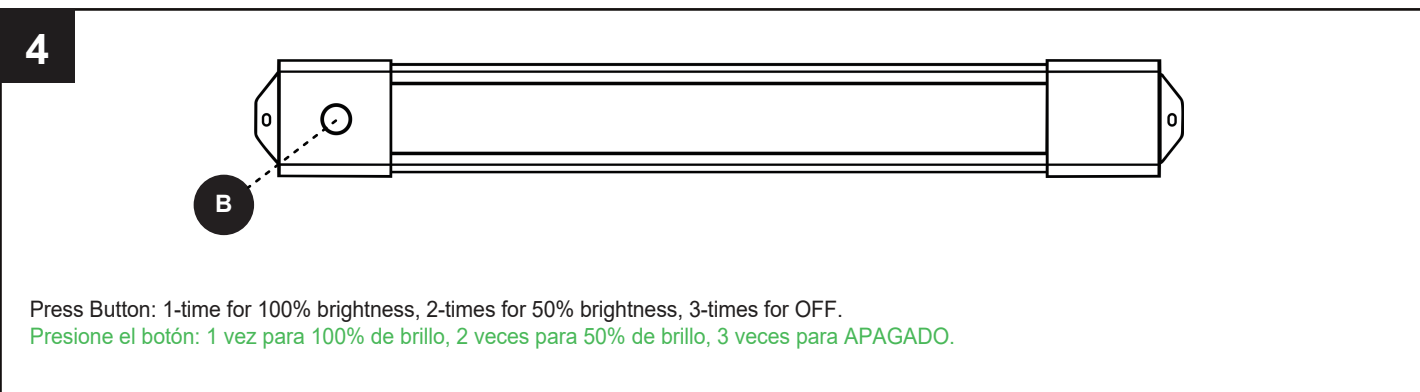 4
B
Press Button: 1-time for 100% brightness, 2-times for 50% brightness, 3-times for OFF.
Presione el botón: 1 vez para 100% de brillo, 2 veces para 50% de brillo, 3 veces para APAGADO.